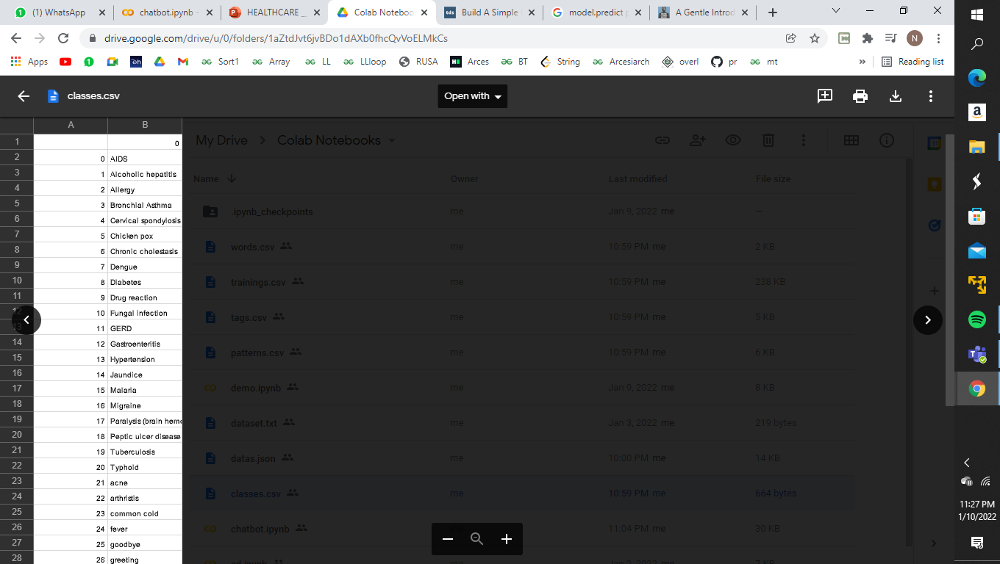 (1) WhatsApp
chatbot.ipynb -
HEALTHCARE _
Colab Noteboo
tds Build A Simple
model.predict p
A Gentle Introd
drive.google.com/drive/u/0/folders/1aZtdJvt6jvBDo1dAXb0fhcQvVoELMkCs
N
Apps Sort1 Array LL LLloop RUSA Arces BT String Arcesiarch overl pr mt » Reading list
classes.csv
Open with
A B
My Drive > Colab Notebooks
1 0
2 0 AIDS
3 1 Alcoholic hepatitis
4 2 Allergy
5 3 Bronchial Asthma
6 4 Cervical spondylosis
7 5 Chicken pox
8 6 Chronic cholestasis
9 7 Dengue
10 8 Diabetes
11 9 Drug reaction
12 10 Fungal infection
13 11 GERD
14 12 Gastroenteritis
15 13 Hypertension
16 14 Jaundice
17 15 Malaria
18 16 Migraine
19 17 Paralysis (brain hem
20 18 Peptic ulcer disease
21 19 Tuberculosis
22 20 Typhoid
23 21 acne
24 22 arthristis
25 23 common cold
26 24 fever
27 25 goodbye
28 26 greeting
Name Owner Last modified File size
.ipynb_checkpoints me Jan 9, 2022 me —
words.csv me 10:59 PM me 2 KB
trainings.csv me 10:59 PM me 238 KB
tags.csv me 10:59 PM me 5 KB
patterns.csv me 10:59 PM me 6 KB
demo.ipynb me Jan 9, 2022 me 8 KB
dataset.txt me Jan 3, 2022 me 219 bytes
datas.json me 10:00 PM me 14 KB
classes.csv me 10:59 PM me 664 bytes
chatbot.ipynb me 11:04 PM me 30 KB
11:27 PM
1/10/2022